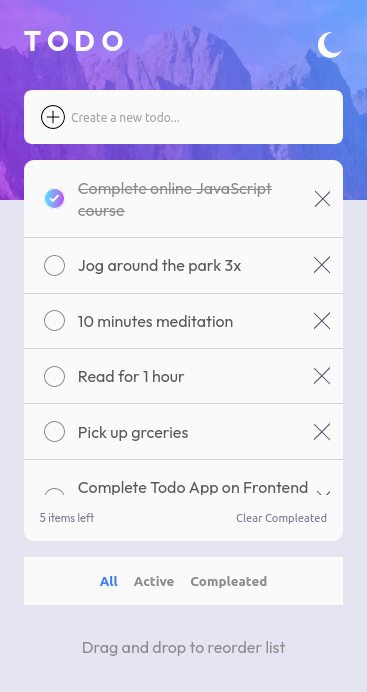 TODO
Create a new todo...
Complete online JavaScript
course
Jog around the park 3x
10 minutes meditation
Read for 1 hour
Pick up grceries
Complete Todo App on Frontend
5 items left
Clear Compleated
All Active Compleated
Drag and drop to reorder list